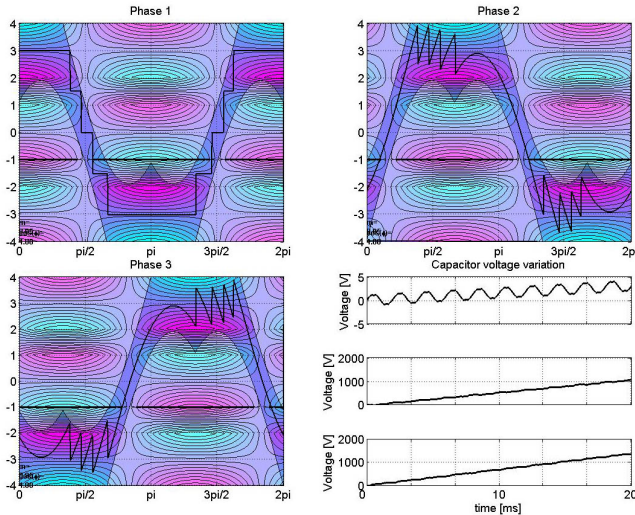 Phase 1
4
3
2
1
0
-1
-2
-3
-4
0
pi/2
pi
pi/2
2pi
Phase 2
4
3
2
1
0
-1
-2
-3
-4
0
pi/2
pi
3pi/2
2p
Phase 3
4
3
2
1
0
-1
-2
-3
-4
0
pi/2
pi
3pi/2
2pi
Capacitor voltage variation
Voltage [V]
5
0
-5
Voltage [V]
2000
1000
0
Voltage [V]
2000
1000
0
0
10
20
time [ms]